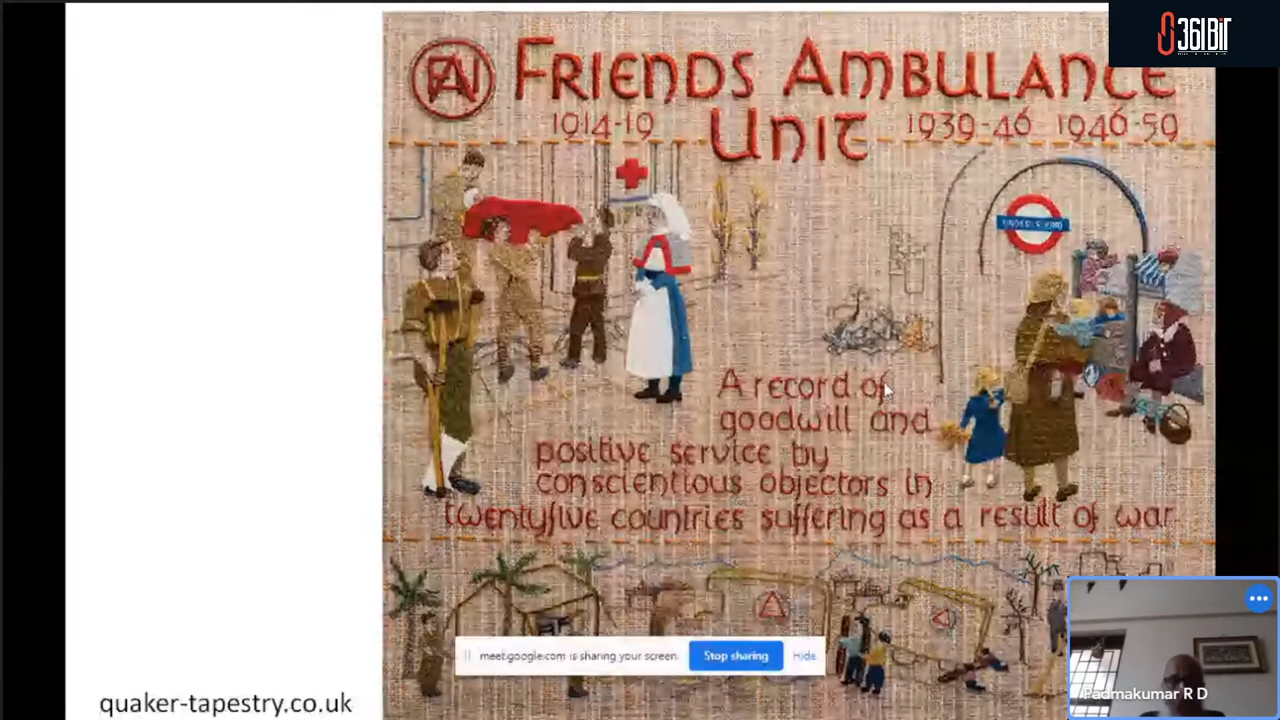 361Bit
FAU
FRIENDS AMBULANCE
1914-19 UNIT 1939-46 1946-59
UNDERGROUND
A record of
goodwill and
positive service by
conscientious objectors in
twentyfive countries suffering as a result of war
meet.google.com is sharing your screen.
Stop sharing
Hide
Padmakumar R D
quaker-tapestry.co.uk